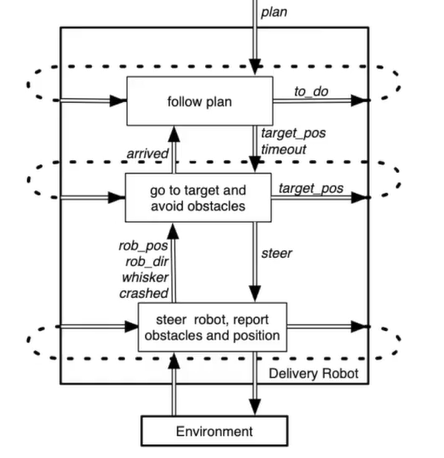 plan
follow plan
to_do
target_pos
timeout
arrived
go to target and
avoid obstacles
target_pos
rob_pos
rob_dir
whisker
crashed
steer
steer robot, report
obstacles and position
Delivery Robot
Environment